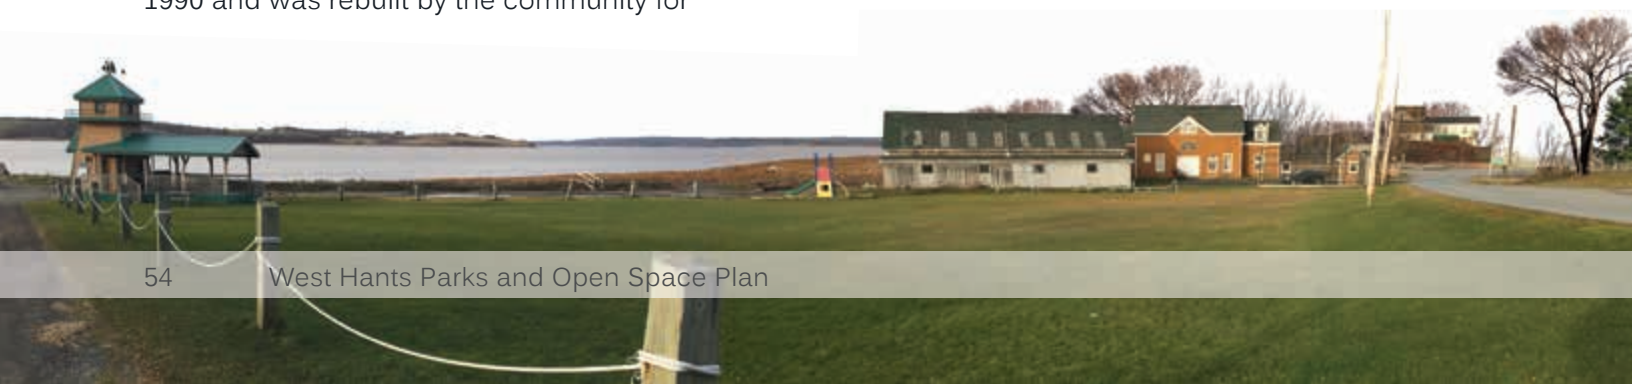 1990 and was rebuilt by the community for
54 West Hants Parks and Open Space Plan